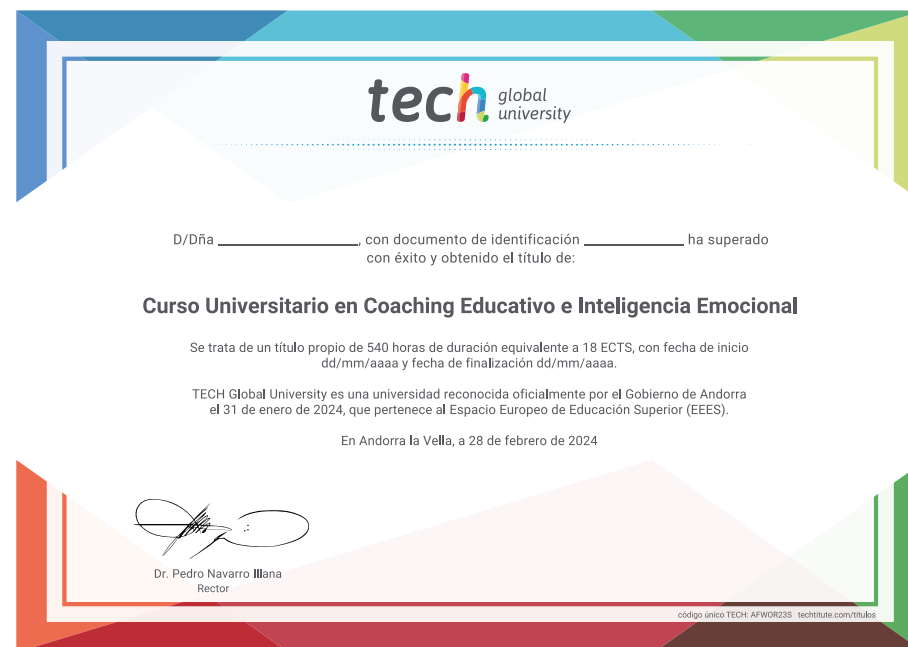 tech global university
D/Dña ____________, con documento de identificación ____________ ha superado
con éxito y obtenido el título de:
Curso Universitario en Coaching Educativo e Inteligencia Emocional
Se trata de un título propio de 540 horas de duración equivalente a 18 ECTS, con fecha de inicio
dd/mm/aaaa y fecha de finalización dd/mm/aaaa.
TECH Global University es una universidad reconocida oficialmente por el Gobierno de Andorra
el 31 de enero de 2024, que pertenece al Espacio Europeo de Educación Superior (EEES).
En Andorra la Vella, a 28 de febrero de 2024
Dr. Pedro Navarro Illana
Rector
código único TECH: AFWOR23S techtitute.com/titulos